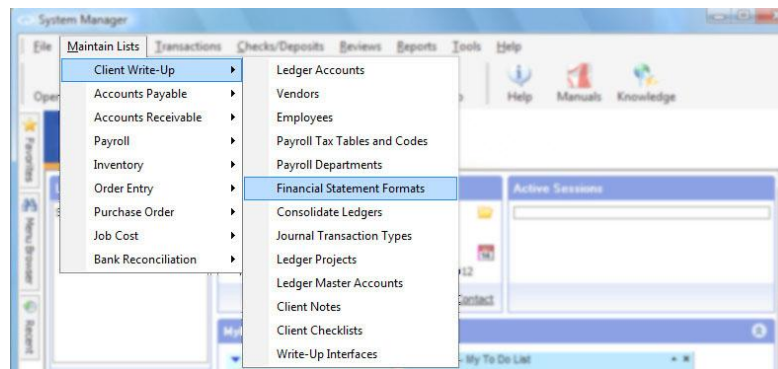 System Manager
File Maintain Lists Transactions Checks/Deposits Reviews Reports Tools Help
Help Manuals Knowledge
Favorites
Menu Browser
Recent
Client Write-Up
Accounts Payable
Accounts Receivable
Payroll
Inventory
Order Entry
Purchase Order
Job Cost
Bank Reconciliation
Ledger Accounts
Vendors
Employees
Payroll Tax Tables and Codes
Payroll Departments
Financial Statement Formats
Consolidate Ledgers
Journal Transaction Types
Ledger Projects
Ledger Master Accounts
Client Notes
Client Checklists
Write-Up Interfaces
Active Sessions
Contact
- My To Do List